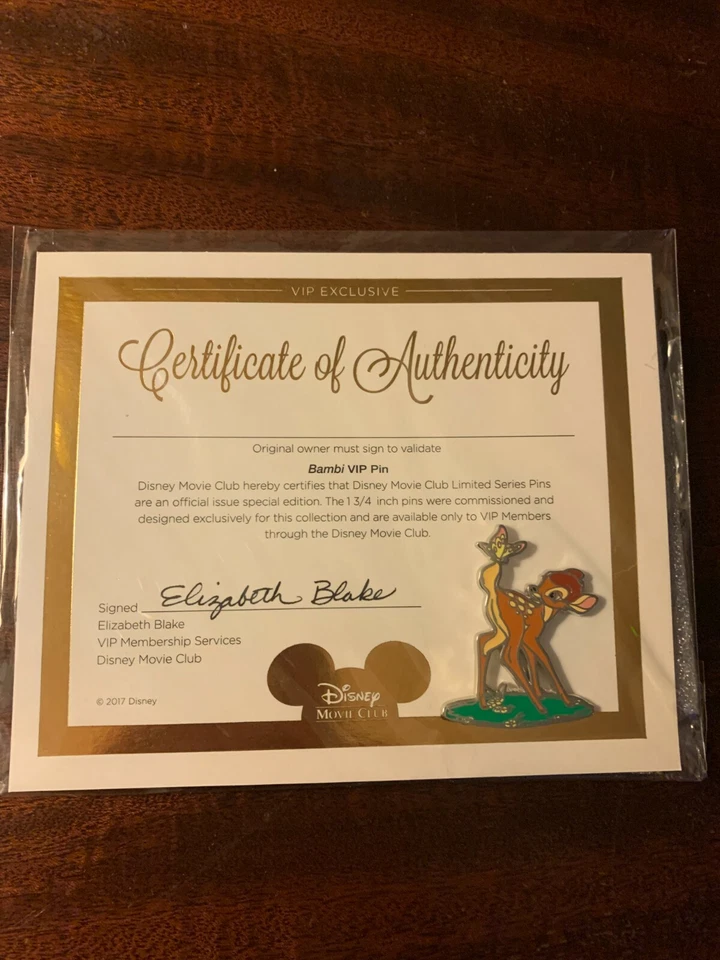 VIP EXCLUSIVE
Certificate of Authenticity
Original owner must sign to validate
Bambi VIP Pin
Disney Movie Club hereby certifies that Disney Movie Club Limited Series Pins
are an official issue special edition. The 1 3/4 inch pins were commissioned and
designed exclusively for this collection and are available only to VIP Members
through the Disney Movie Club.
Signed Elizabeth Blake
Elizabeth Blake
VIP Membership Services
Disney Movie Club
© 2017 Disney
DISNEY
MOVIE CLUB